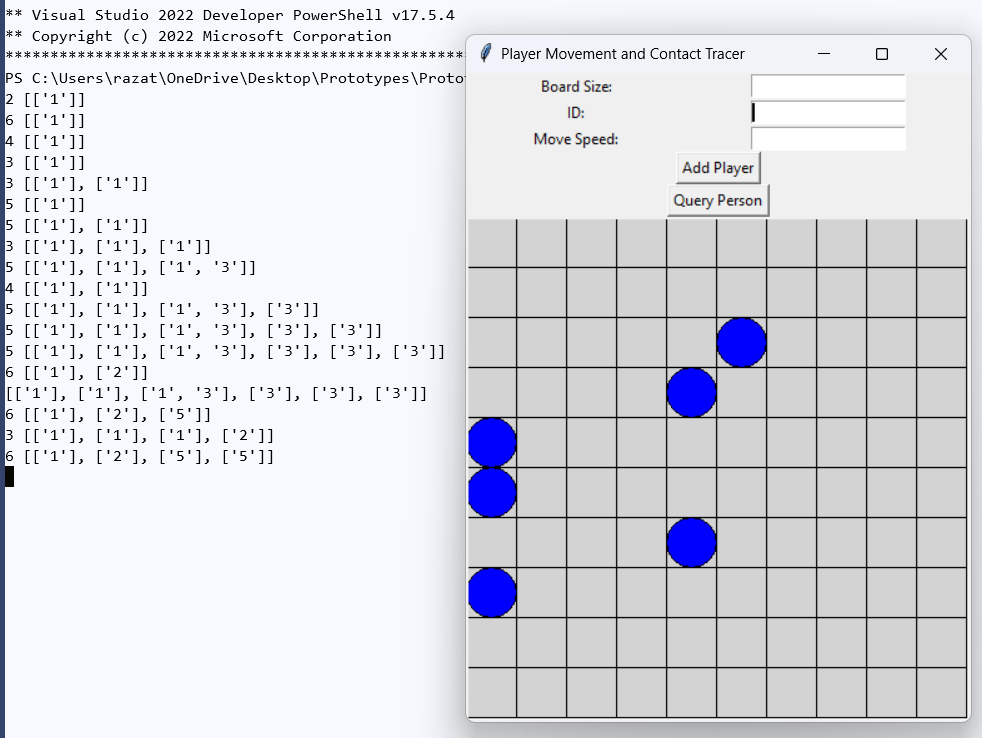 ** Visual Studio 2022 Developer PowerShell v17.5.4
** Copyright (c) 2022 Microsoft Corporation
**************************************************
PS C:\Users\razat\OneDrive\Desktop\Prototypes\Proto
2 [['1']]
6 [['1']]
4 [['1']]
3 [['1']]
3 [['1'], ['1']]
5 [['1']]
5 [['1'], ['1']]
3 [['1'], ['1'], ['1']]
5 [['1'], ['1'], ['1', '3']]
4 [['1'], ['1']]
5 [['1'], ['1'], ['1', '3'], ['3']]
5 [['1'], ['1'], ['1', '3'], ['3'], ['3']]
5 [['1'], ['1'], ['1', '3'], ['3'], ['3'], ['3']]
6 [['1'], ['2']]
[['1'], ['1'], ['1', '3'], ['3'], ['3'], ['3']]
6 [['1'], ['2'], ['5']]
3 [['1'], ['1'], ['1'], ['2']]
6 [['1'], ['2'], ['5'], ['5']]
Player Movement and Contact Tracer
Board Size:
ID:
Move Speed:
Add Player
Query Person